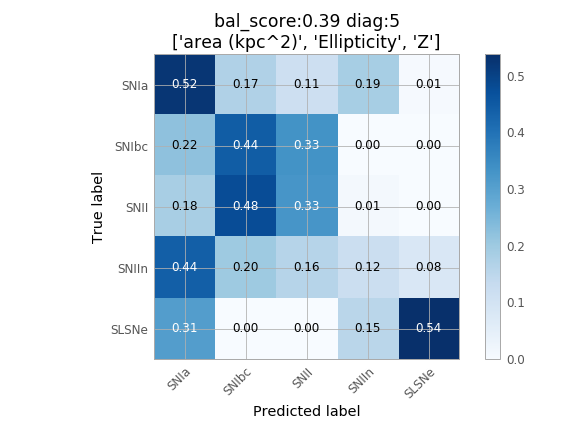 bal_score:0.39 diag:5
['area (kpc^2)', 'Ellipticity', 'Z']
SNIa 0.52 0.17 0.11 0.19 0.01
SNIbc 0.22 0.44 0.33 0.00 0.00
SNII 0.18 0.48 0.33 0.01 0.00
SNIIn 0.44 0.20 0.16 0.12 0.08
SLSNe 0.31 0.00 0.00 0.15 0.54
True label
SNIa SNIbc SNII SNIIn SLSNe
Predicted label
0.5
0.4
0.3
0.2
0.1
0.0